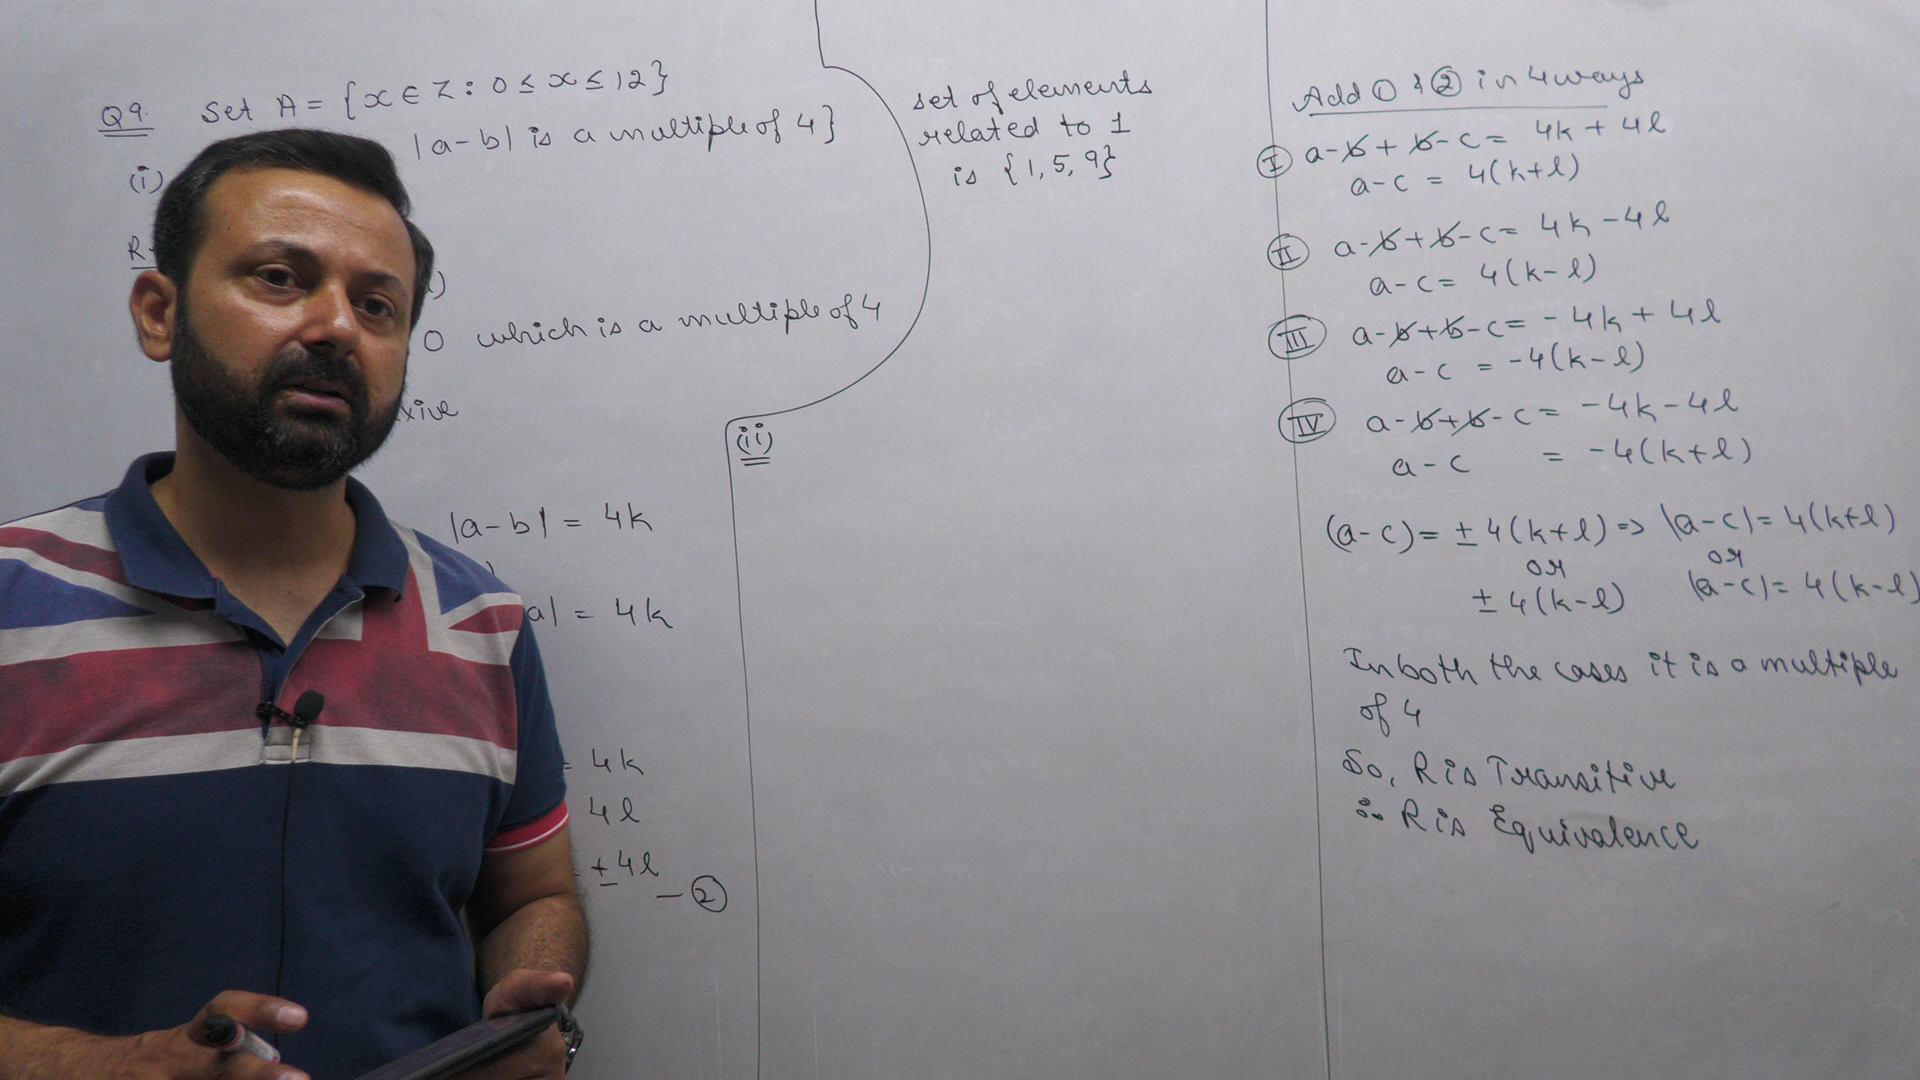 Q9. Set A = {x ∈ Z : 0 ≤ x ≤ 12}
(i) |a-b| is a multiple of 4}
R
0 which is a multiple of 4
xive
|a-b| = 4k
a| = 4k
= 4k
4l
± 4l — ②
set of elements
related to 1
is {1, 5, 9}
(ii)
Add ① & ② in 4 ways
Ⓘ a-b+b-c = 4k + 4l
a-c = 4(k+l)
Ⓘ︎Ⓘ a-b+b-c = 4k - 4l
a-c = 4(k-l)
III a-b+b-c = -4k + 4l
a-c = -4(k-l)
IV a-b+b-c = -4k-4l
a-c = -4(k+l)
(a-c) = ± 4(k+l) => |a-c| = 4(k+l)
or or
± 4(k-l) |a-c| = 4(k-l)
In both the cases it is a multiple
of 4
So, R is Transitive
∴ R is Equivalence